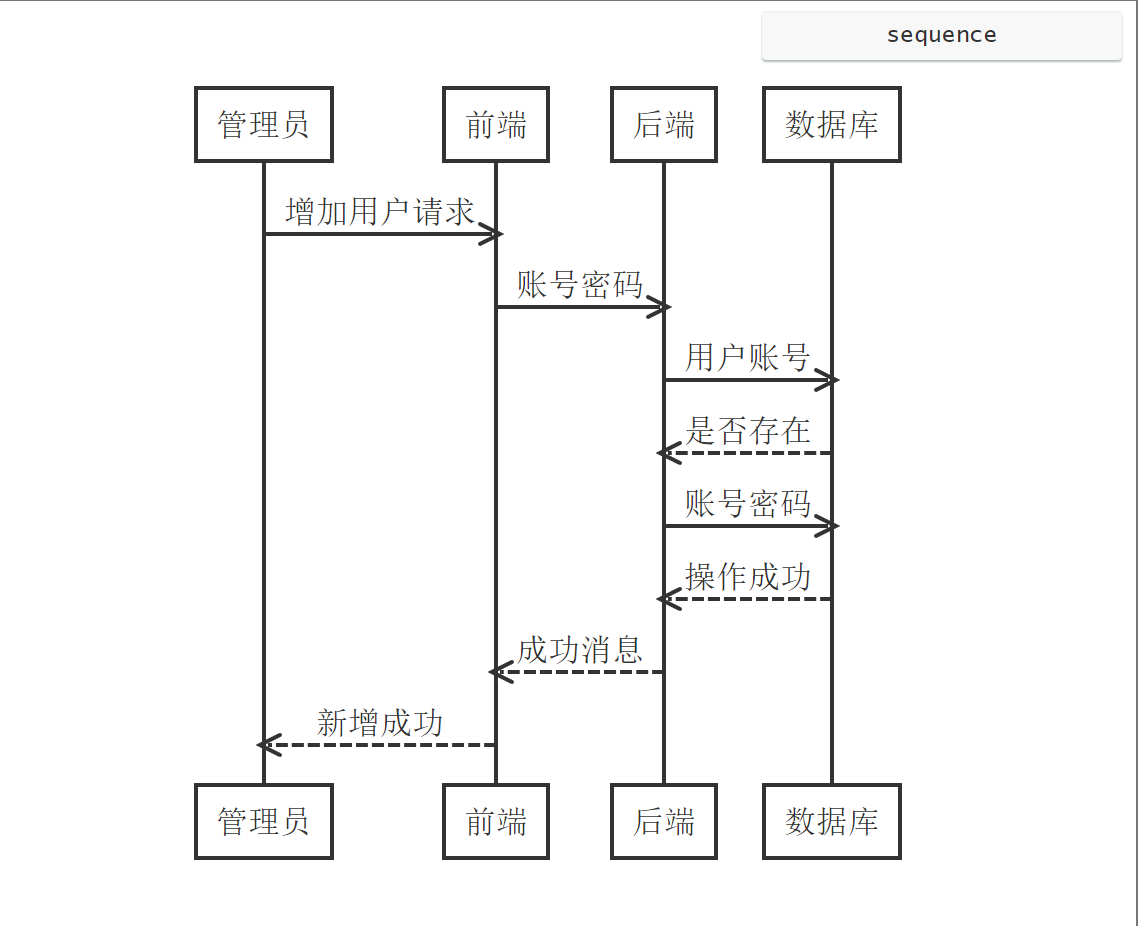 sequence
管理员
前端
后端
数据库
增加用户请求
账号密码
用户账号
是否存在
账号密码
操作成功
成功消息
新增成功
管理员
前端
后端
数据库